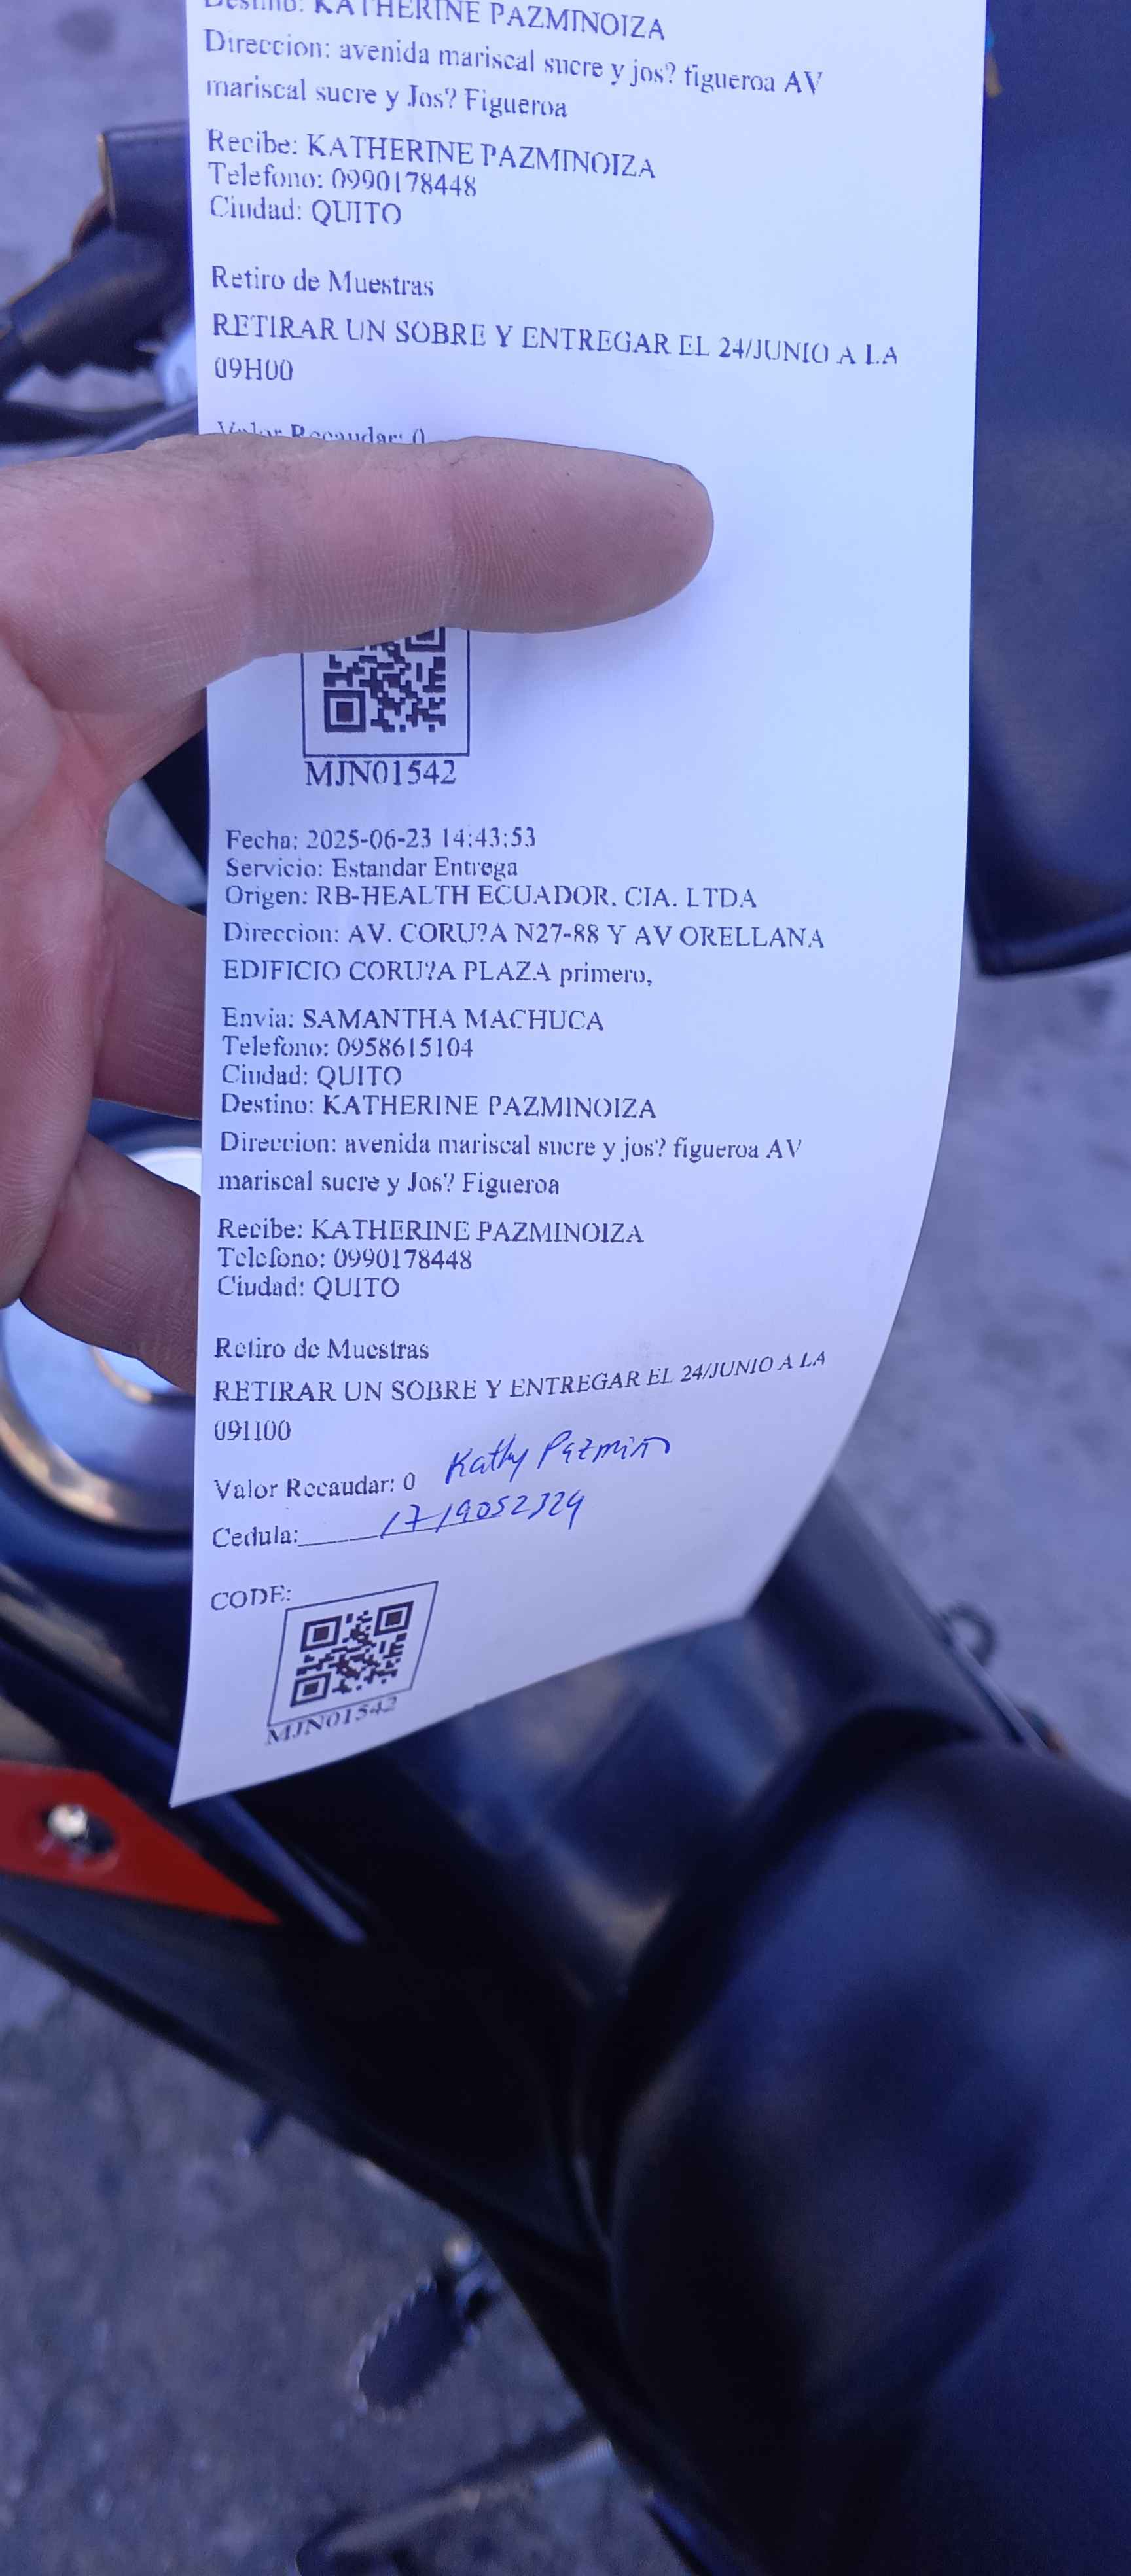 Destino: KATHERINE PAZMINOIZA
Direccion: avenida mariscal sucre y jos? figueroa AV
mariscal sucre y Jos? Figueroa
Recibe: KATHERINE PAZMINOIZA
Telefono: 0990178448
Ciudad: QUITO
Retiro de Muestras
RETIRAR UN SOBRE Y ENTREGAR EL 24/JUNIO A LA
09H00
Valor Recaudar: 0
MJN01542
Fecha: 2025-06-23 14:43:53
Servicio: Estandar Entrega
Origen: RB-HEALTH ECUADOR. CIA. LTDA
Direccion: AV. CORU?A N27-88 Y AV ORELLANA
EDIFICIO CORU?A PLAZA primero,
Envia: SAMANTHA MACHUCA
Telefono: 0958615104
Ciudad: QUITO
Destino: KATHERINE PAZMINOIZA
Direccion: avenida mariscal sucre y jos? figueroa AV
mariscal sucre y Jos? Figueroa
Recibe: KATHERINE PAZMINOIZA
Telefono: 0990178448
Ciudad: QUITO
Retiro de Muestras
RETIRAR UN SOBRE Y ENTREGAR EL 24/JUNIO A LA
09H00
Kathy Pazmiño
Valor Recaudar: 0
Cedula:
CODE:
MJN01542